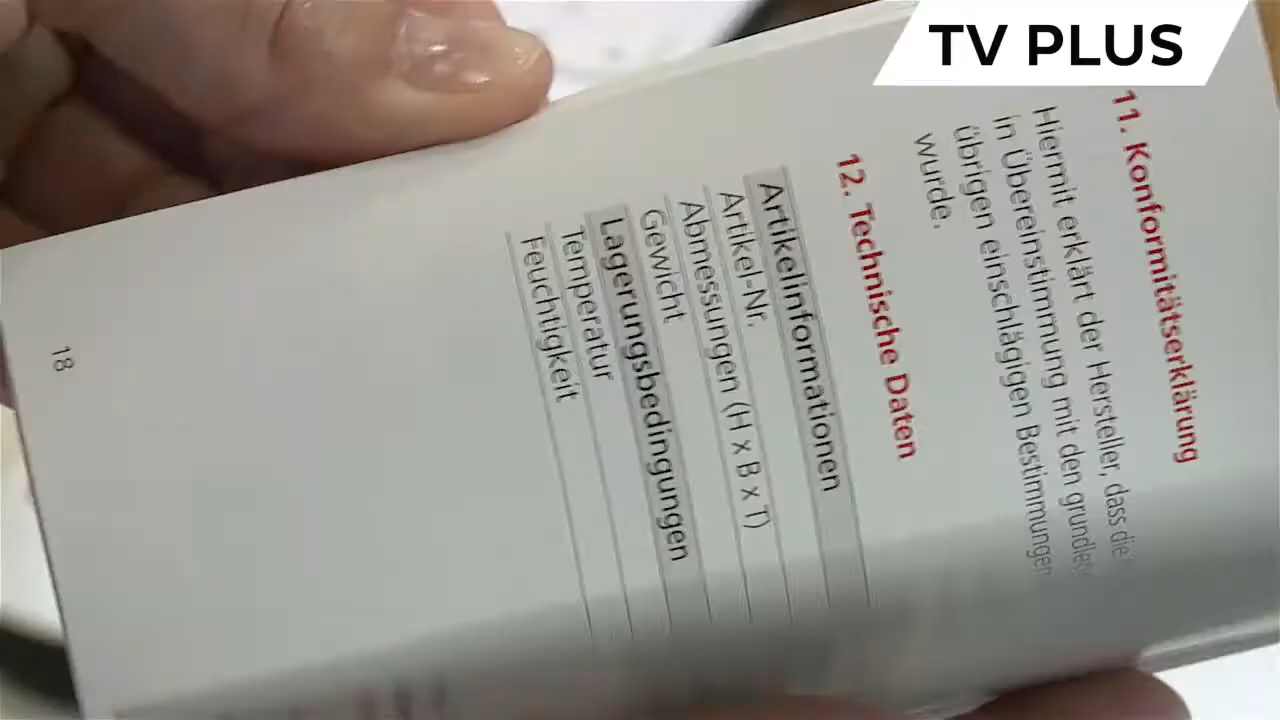 TV PLUS
11. Konformitätserklärung
Hiermit erklärt der Hersteller, dass die
in Übereinstimmung mit den
übrigen einschlägigen Bestimmungen
wurde.
12. Technische Daten
Artikelinformationen
Artikel-Nr.
Abmessungen (H x B x T)
Gewicht
Lagerungsbedingungen
Temperatur
Feuchtigkeit
18